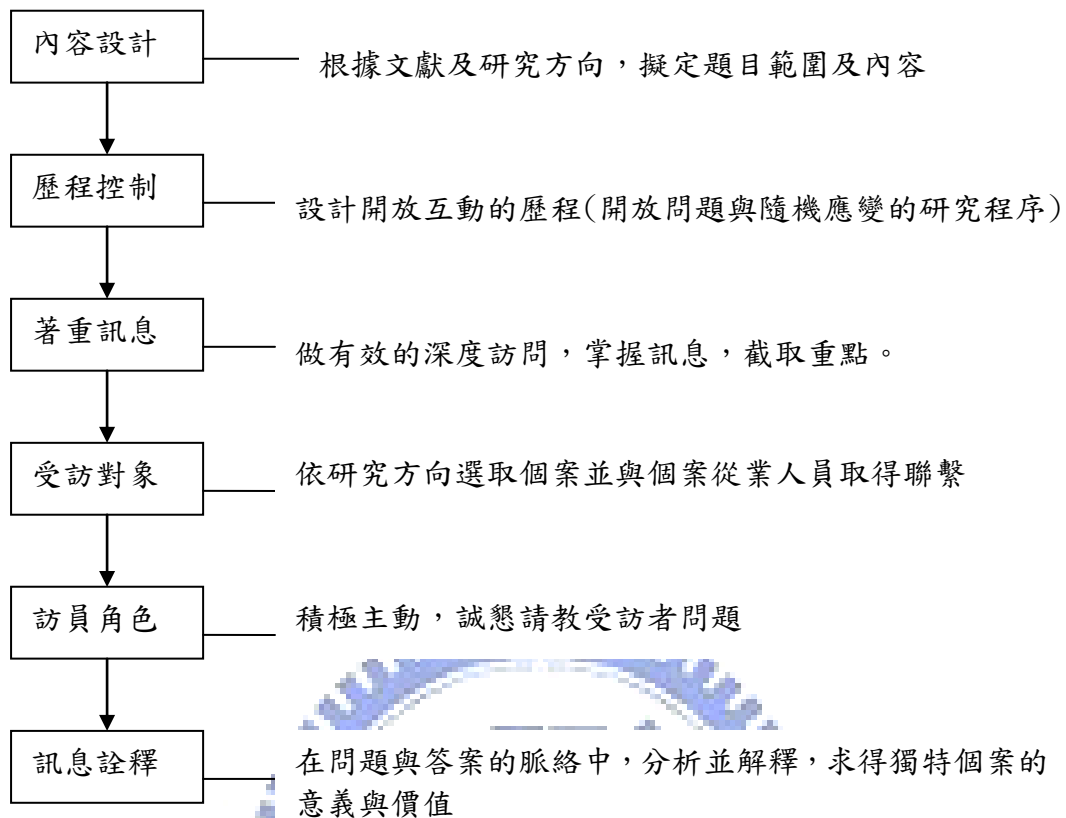 內容設計
根據文獻及研究方向，擬定題目範圍及內容
歷程控制
設計開放互動的歷程(開放問題與隨機應變的研究程序)
著重訊息
做有效的深度訪問，掌握訊息，截取重點。
受訪對象
依研究方向選取個案並與個案從業人員取得聯繫
訪員角色
積極主動，誠懇請教受訪者問題
訊息詮釋
在問題與答案的脈絡中，分析並解釋，求得獨特個案的
意義與價值